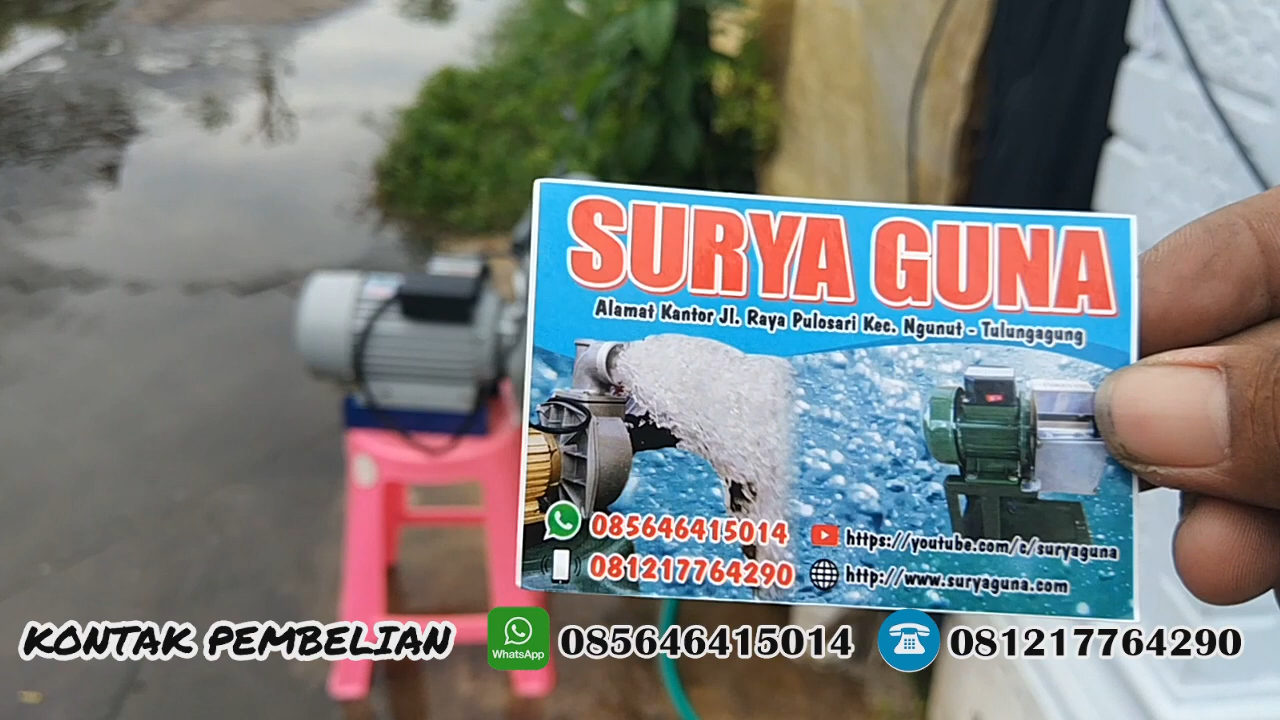 SURYA GUNA
Alamat Kantor Jl. Raya Pulosari Kec. Ngunut - Tulungagung
085646415014
https://youtube.com/c/suryaguna
081217764290
http://www.suryaguna.com
KONTAK PEMBELIAN WhatsApp 085646415014 081217764290